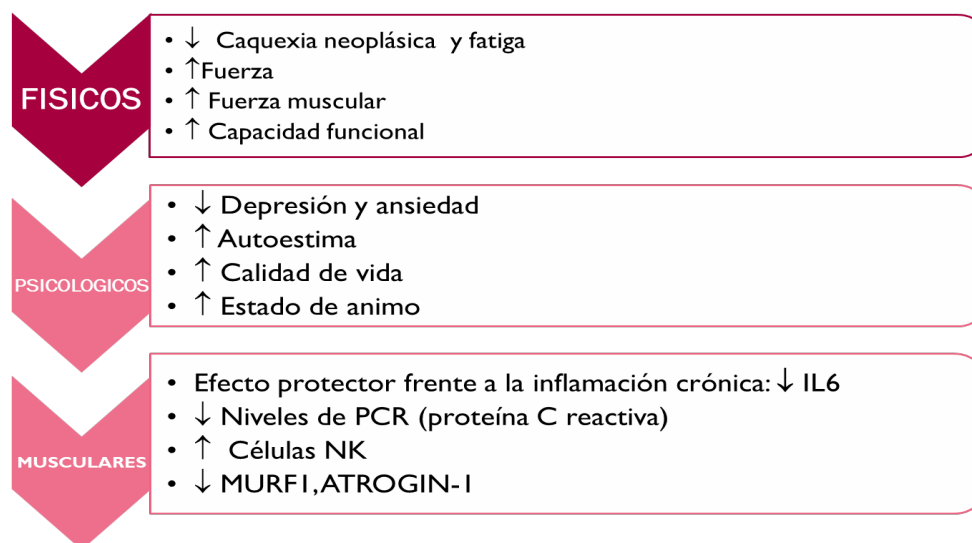 FISICOS
• ↓ Caquexia neoplásica y fatiga
• ↑Fuerza
• ↑ Fuerza muscular
• ↑ Capacidad funcional
PSICOLOGICOS
• ↓ Depresión y ansiedad
• ↑ Autoestima
• ↑ Calidad de vida
• ↑ Estado de animo
MUSCULARES
• Efecto protector frente a la inflamación crónica: ↓ IL6
• ↓ Niveles de PCR (proteína C reactiva)
• ↑ Células NK
• ↓ MURF1, ATROGIN-1